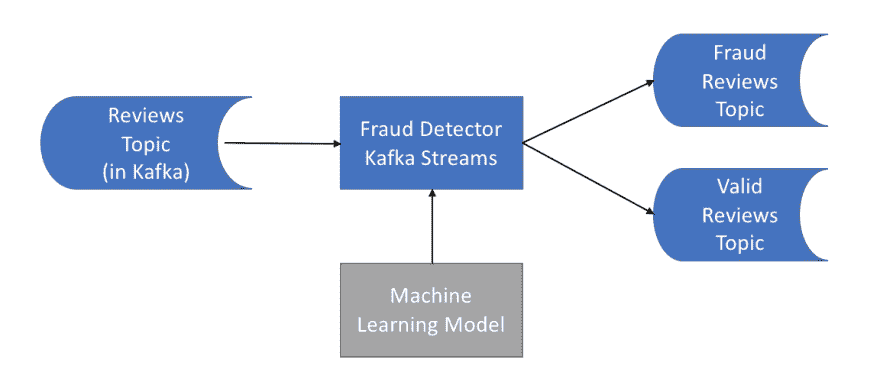 Reviews
Topic
(in Kafka)
Fraud Detector
Kafka Streams
Fraud
Reviews
Topic
Valid
Reviews
Topic
Machine
Learning Model